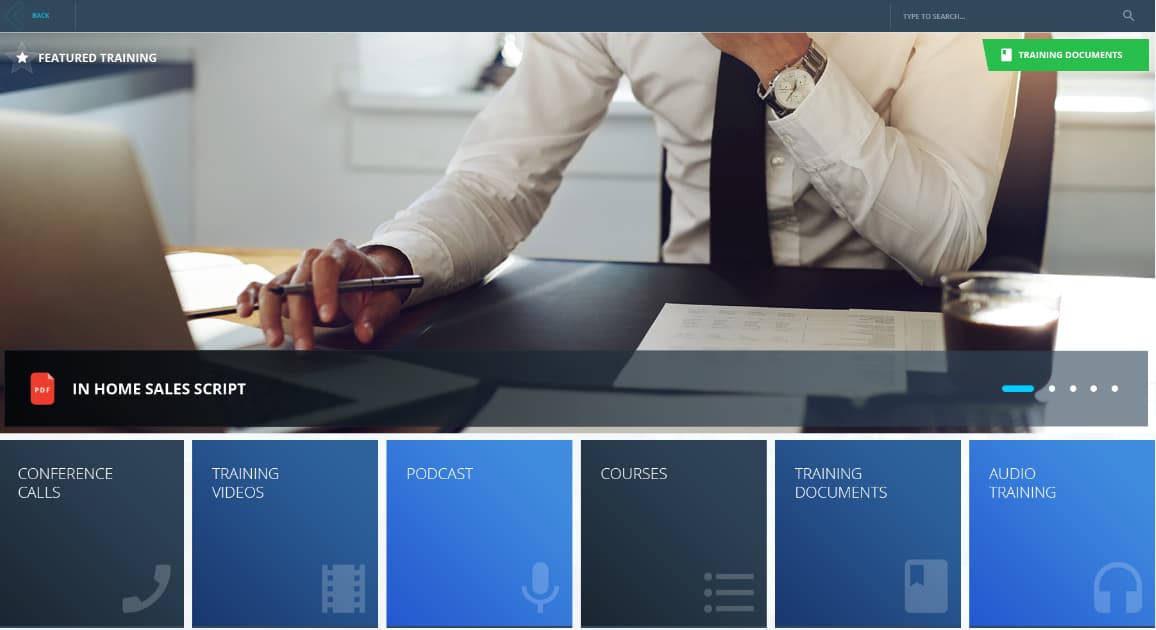 BACK
TYPE TO SEARCH...
FEATURED TRAINING
TRAINING DOCUMENTS
PDF
IN HOME SALES SCRIPT
CONFERENCE
CALLS
TRAINING
VIDEOS
PODCAST
COURSES
TRAINING
DOCUMENTS
AUDIO
TRAINING